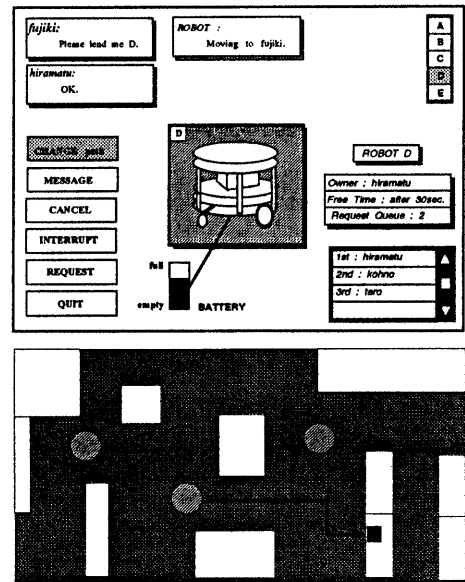 fujiki:
Please lend me D.
ROBOT :
Moving to fujiki.
hiramatu:
OK.
A
B
C
D
E
CHANGE path
MESSAGE
CANCEL
INTERRUPT
REQUEST
QUIT
D
full
empty
BATTERY
ROBOT D
Owner : hiramatu
Free Time : after 30sec.
Request Queue : 2
1st : hiramatu
2nd : kohno
3rd : taro